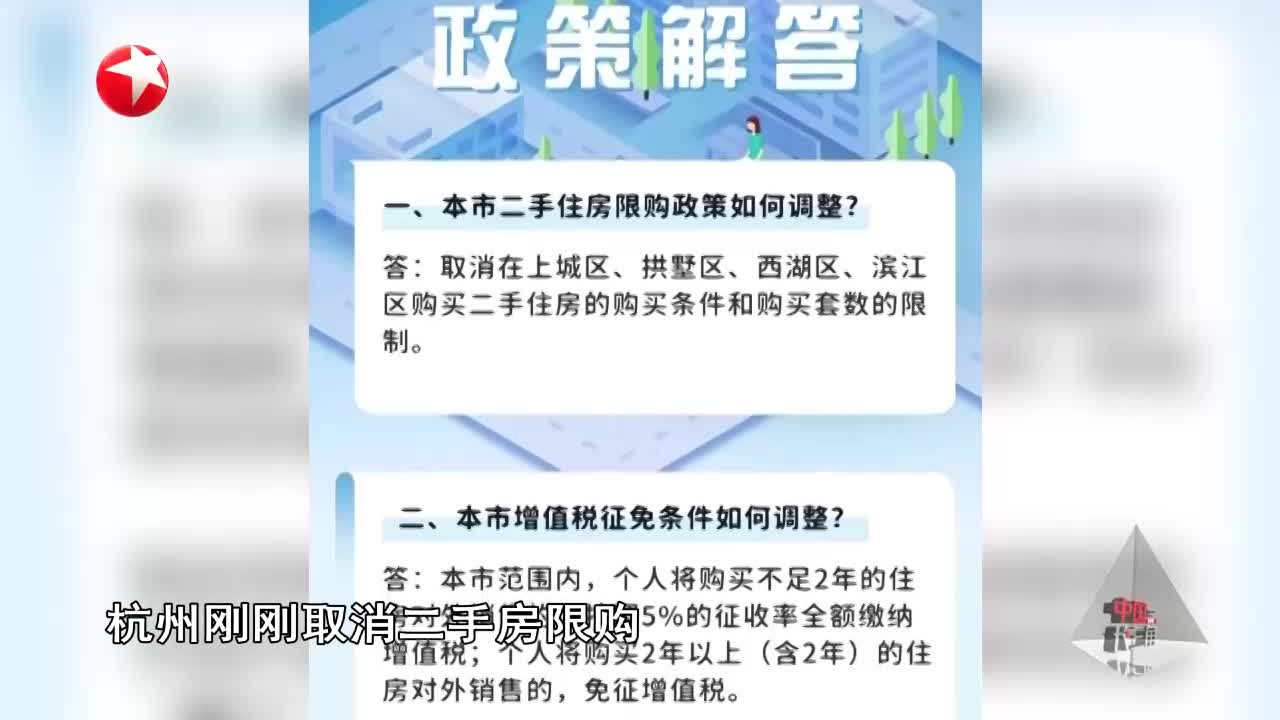 政策解答
一、本市二手住房限购政策如何调整？
答：取消在上城区、拱墅区、西湖区、滨江
区购买二手住房的购买条件和购买套数的限
制。
二、本市增值税征免条件如何调整？
答：本市范围内，个人将购买不足2年的住
房对外 5%的征收率全额缴纳
增值税；个人将购买2年以上（含2年）的住
房对外销售的，免征增值税。
杭州刚刚取消二手房限购
中国